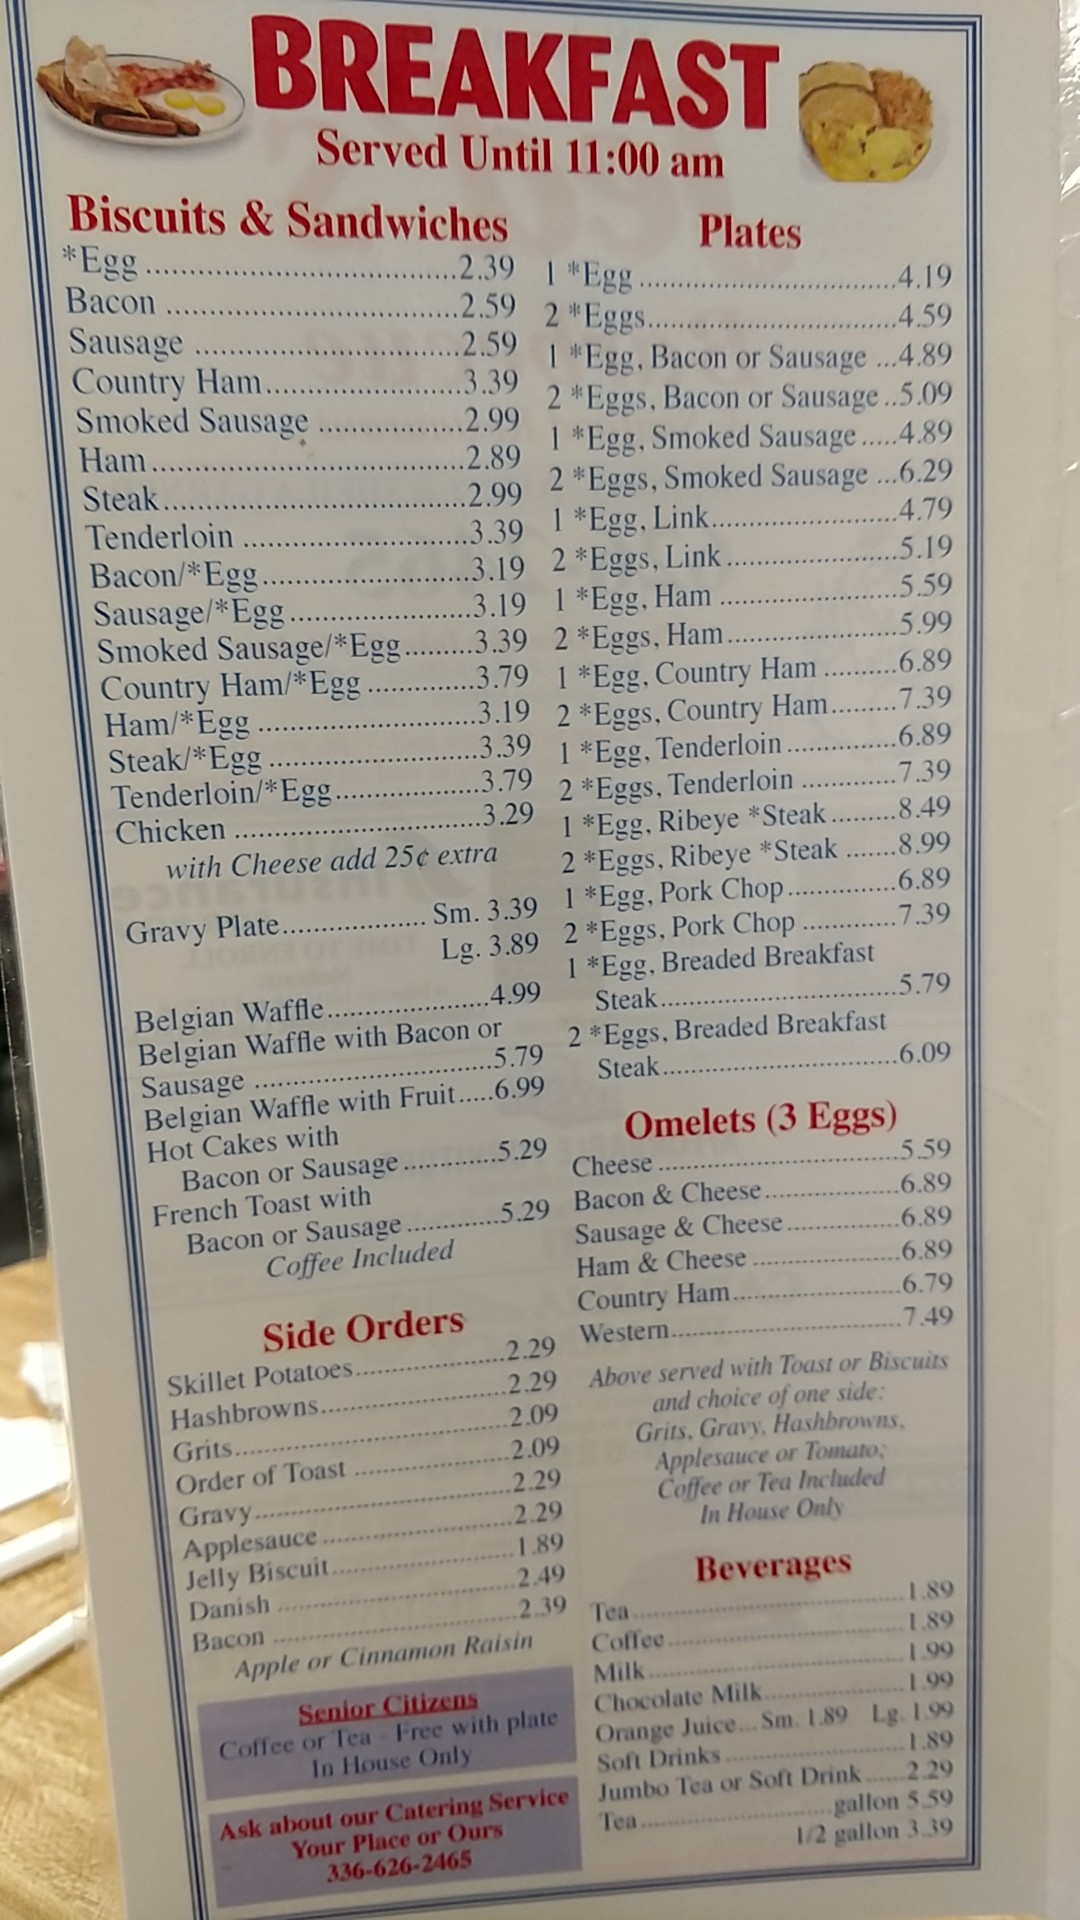 BREAKFAST
Served Until 11:00 am
Biscuits & Sandwiches
*Egg ..... 2.39
Bacon ..... 2.59
Sausage ..... 2.59
Country Ham ..... 3.39
Smoked Sausage ..... 2.99
Ham ..... 2.89
Steak ..... 2.99
Tenderloin ..... 3.39
Bacon/*Egg ..... 3.19
Sausage/*Egg ..... 3.19
Smoked Sausage/*Egg ..... 3.39
Country Ham/*Egg ..... 3.79
Ham/*Egg ..... 3.19
Steak/*Egg ..... 3.39
Tenderloin/*Egg ..... 3.79
Chicken ..... 3.29
with Cheese add 25¢ extra
Gravy Plate ..... Sm. 3.39
Lg. 3.89
Belgian Waffle ..... 4.99
Belgian Waffle with Bacon or
Sausage ..... 5.79
Belgian Waffle with Fruit ..... 6.99
Hot Cakes with
Bacon or Sausage ..... 5.29
French Toast with
Bacon or Sausage ..... 5.29
Coffee Included
Side Orders
Skillet Potatoes ..... 2.29
Hashbrowns ..... 2.29
Grits ..... 2.09
Order of Toast ..... 2.09
Gravy ..... 2.29
Applesauce ..... 2.29
Jelly Biscuit ..... 1.89
Danish ..... 2.49
Bacon ..... 2.39
Apple or Cinnamon Raisin
Senior Citizens
Coffee or Tea - Free with plate
In House Only
Ask about our Catering Service
Your Place or Ours
336-626-2465
Plates
1 *Egg ..... 4.19
2 *Eggs ..... 4.59
1 *Egg, Bacon or Sausage ... 4.89
2 *Eggs, Bacon or Sausage .. 5.09
1 *Egg, Smoked Sausage ..... 4.89
2 *Eggs, Smoked Sausage ... 6.29
1 *Egg, Link ..... 4.79
2 *Eggs, Link ..... 5.19
1 *Egg, Ham ..... 5.59
2 *Eggs, Ham ..... 5.99
1 *Egg, Country Ham ..... 6.89
2 *Eggs, Country Ham ..... 7.39
1 *Egg, Tenderloin ..... 6.89
2 *Eggs, Tenderloin ..... 7.39
1 *Egg, Ribeye *Steak ..... 8.49
2 *Eggs, Ribeye *Steak ..... 8.99
1 *Egg, Pork Chop ..... 6.89
2 *Eggs, Pork Chop ..... 7.39
1 *Egg, Breaded Breakfast
Steak ..... 5.79
2 *Eggs, Breaded Breakfast
Steak ..... 6.09
Omelets (3 Eggs)
Cheese ..... 5.59
Bacon & Cheese ..... 6.89
Sausage & Cheese ..... 6.89
Ham & Cheese ..... 6.89
Country Ham ..... 6.79
Western ..... 7.49
Above served with Toast or Biscuits
and choice of one side:
Grits, Gravy, Hashbrowns,
Applesauce or Tomato;
Coffee or Tea Included
In House Only
Beverages
Tea ..... 1.89
Coffee ..... 1.89
Milk ..... 1.99
Chocolate Milk ..... 1.99
Orange Juice ... Sm. 1.89 Lg. 1.99
Soft Drinks ..... 1.89
Jumbo Tea or Soft Drink ..... 2.29
Tea ..... gallon 5.59
1/2 gallon 3.39